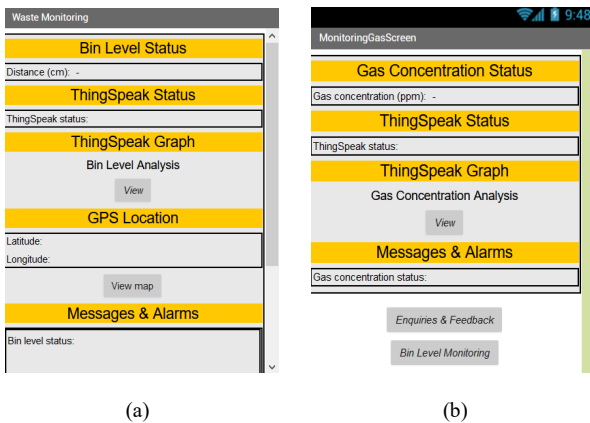 Waste Monitoring
Bin Level Status
Distance (cm): -
ThingSpeak Status
ThingSpeak status:
ThingSpeak Graph
Bin Level Analysis
View
GPS Location
Latitude:
Longitude:
View map
Messages & Alarms
Bin level status:
(a)
9:48
MonitoringGasScreen
Gas Concentration Status
Gas concentration (ppm): -
ThingSpeak Status
ThingSpeak status:
ThingSpeak Graph
Gas Concentration Analysis
View
Messages & Alarms
Gas concentration status:
Enquiries & Feedback
Bin Level Monitoring
(b)